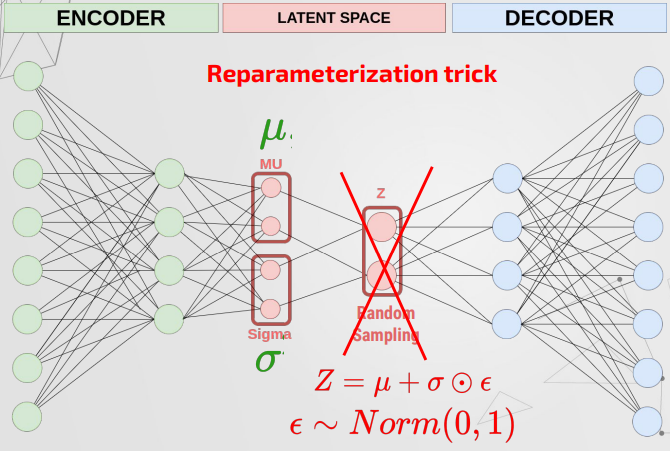 ENCODER
LATENT SPACE
DECODER
Reparameterization trick
μ
MU
Z
Sigma
σ
Random
Sampling
Z = μ + σ ⊙ ϵ
ϵ ∼ Norm(0, 1)